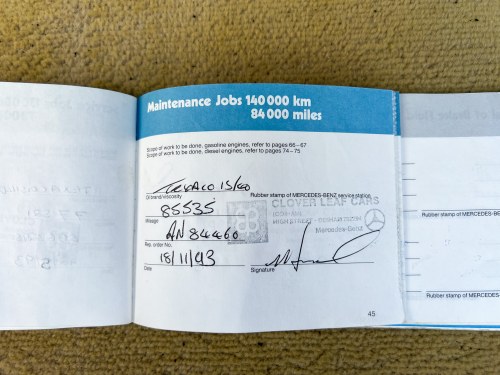 Maintenance Jobs 140 000 km
84 000 miles
Scope of work to be done, gasoline engines, refer to pages 66–67
Scope of work to be done, diesel engines, refer to pages 74–75
TEXACO 15/40
Oil brand/viscosity
85535
Mileage
AN 84460
Rep. order No.
18/11/93
Date
Rubber stamp of MERCEDES-BENZ service station
CLOVER LEAF CARS
HIGH STREET
Mercedes-Benz
Signature
45
Rubber stamp of MERCEDES-
Rubber stamp of MERCEDES-